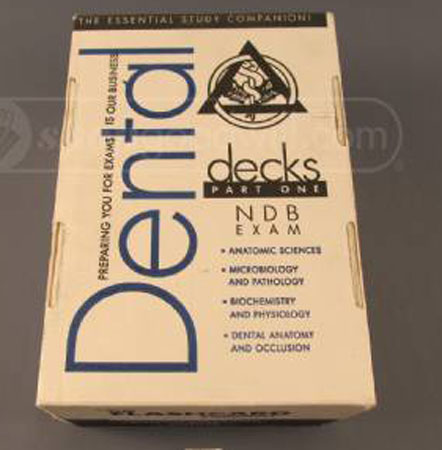 THE ESSENTIAL STUDY COMPANION!
PREPARING YOU FOR EXAMS IS OUR BUSINESS
Dental
decks
PART ONE
NDB
EXAM
• ANATOMIC SCIENCES
• MICROBIOLOGY
AND PATHOLOGY
• BIOCHEMISTRY
AND PHYSIOLOGY
• DENTAL ANATOMY
AND OCCLUSION
FLASHCARD